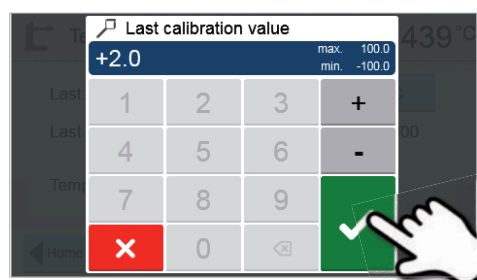 Last calibration value
+2.0
max. 100.0
min. -100.0
439°C
Te
Last
Last
00
Temp
1 2 3 +
4 5 6 -
7 8 9
0
Home